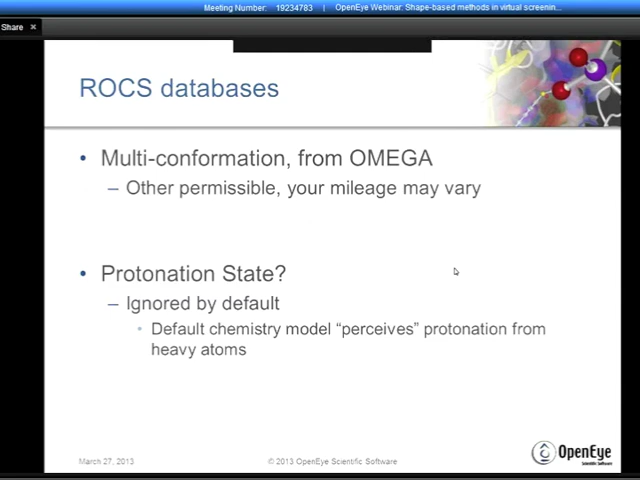 Meeting Number: 19234783 | OpenEye Webinar: Shape-based methods in virtual screenin...
Share ×
ROCS databases
• Multi-conformation, from OMEGA
– Other permissible, your mileage may vary
• Protonation State?
– Ignored by default
• Default chemistry model “perceives” protonation from
heavy atoms
March 27, 2013
© 2013 OpenEye Scientific Software
OpenEye
Scientific Software